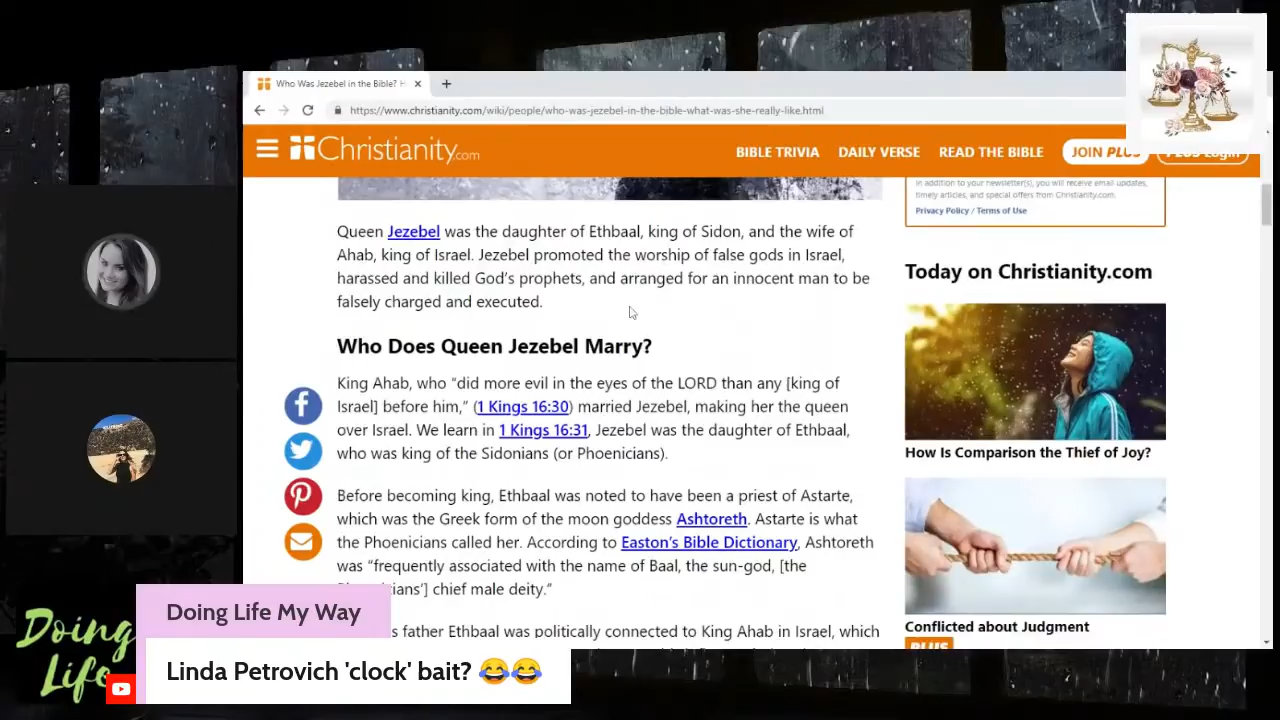 Who Was Jezebel in the Bible? H
https://www.christianity.com/wiki/people/who-was-jezebel-in-the-bible-what-was-she-really-like.html
Christianity.com
BIBLE TRIVIA
DAILY VERSE
READ THE BIBLE
JOIN PLUS
PLUS Login
in addition to your newsletter(s), you will receive email updates,
timely articles, and special offers from Christianity.com.
Privacy Policy / Terms of Use
Queen Jezebel was the daughter of Ethbaal, king of Sidon, and the wife of
Ahab, king of Israel. Jezebel promoted the worship of false gods in Israel,
harassed and killed God's prophets, and arranged for an innocent man to be
falsely charged and executed.
Who Does Queen Jezebel Marry?
King Ahab, who "did more evil in the eyes of the LORD than any [king of
Israel] before him," (1 Kings 16:30) married Jezebel, making her the queen
over Israel. We learn in 1 Kings 16:31, Jezebel was the daughter of Ethbaal,
who was king of the Sidonians (or Phoenicians).
Before becoming king, Ethbaal was noted to have been a priest of Astarte,
which was the Greek form of the moon goddess Ashtoreth. Astarte is what
the Phoenicians called her. According to Easton's Bible Dictionary, Ashtoreth
was "frequently associated with the name of Baal, the sun-god, [the
ians'] chief male deity."
s father Ethbaal was politically connected to King Ahab in Israel, which
Today on Christianity.com
How Is Comparison the Thief of Joy?
Conflicted about Judgment
PLUS
Doing
Life
Doing Life My Way
Linda Petrovich 'clock' bait? 😂😂